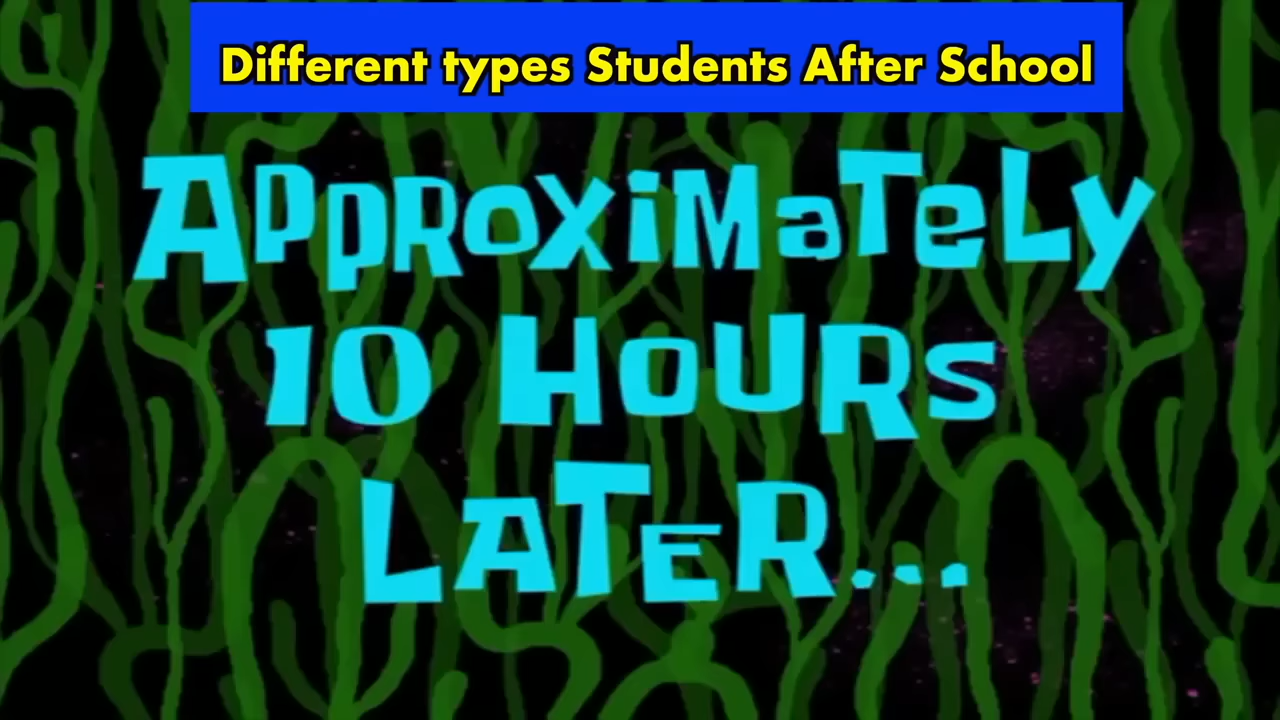 Different types Students After School
APPROXiMaTeLy
10 HoURS
LATER...